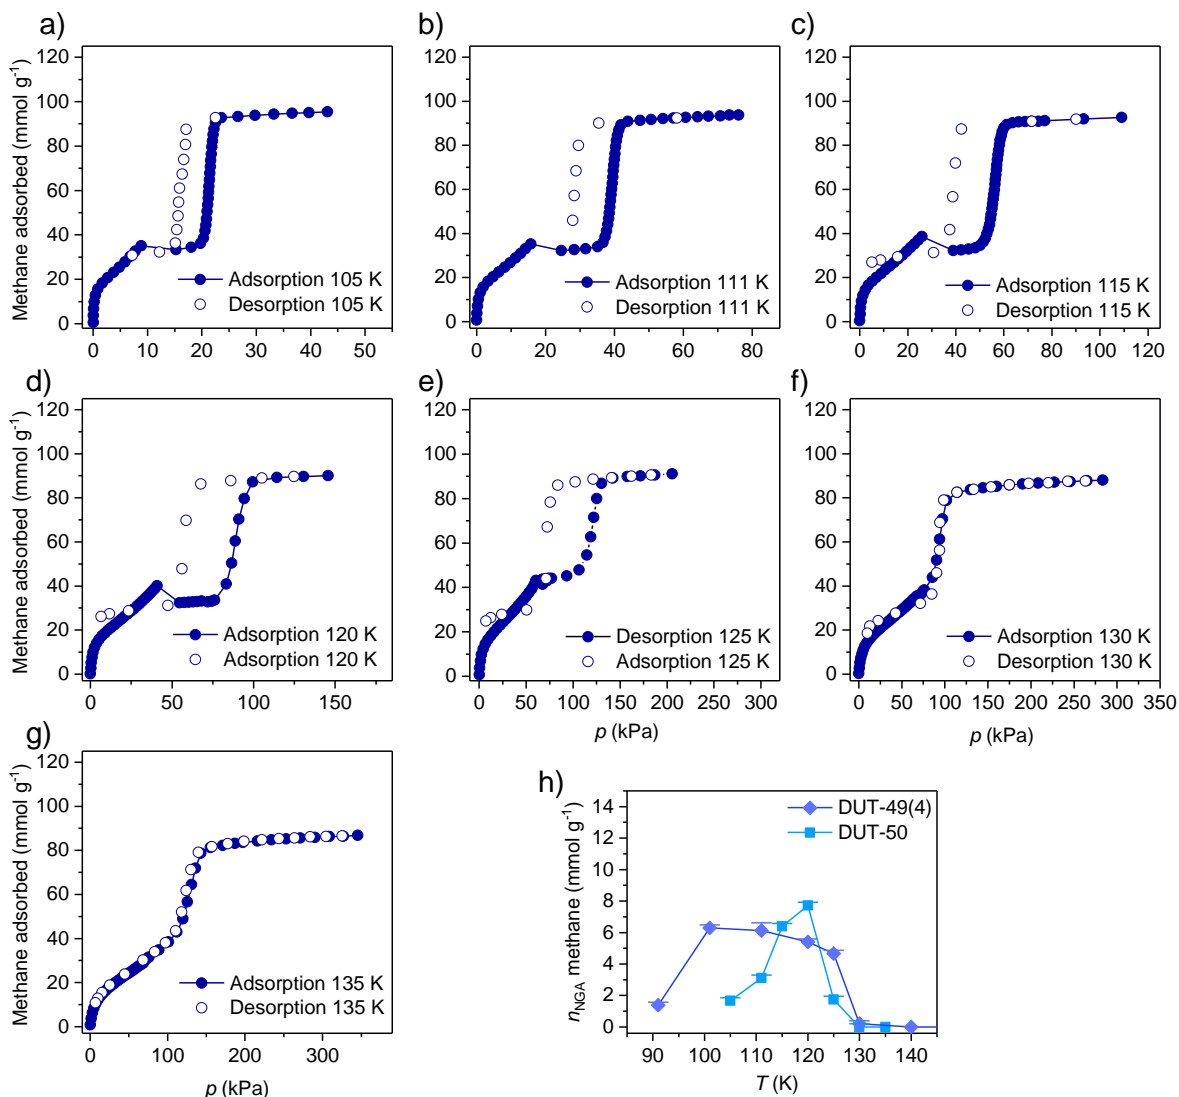 a)
Methane adsorbed (mmol g-1)
120
100
80
60
40
20
0
Adsorption 105 K
Desorption 105 K
0 10 20 30 40 50
b)
120
100
80
60
40
20
0
Adsorption 111 K
Desorption 111 K
0 20 40 60 80
c)
120
100
80
60
40
20
0
Adsorption 115 K
Desorption 115 K
0 20 40 60 80 100 120
d)
Methane adsorbed (mmol g-1)
120
100
80
60
40
20
0
Adsorption 120 K
Adsorption 120 K
0 50 100 150
e)
120
100
80
60
40
20
0
Desorption 125 K
Adsorption 125 K
0 50 100 150 200 250 300
p (kPa)
f)
120
100
80
60
40
20
0
Adsorption 130 K
Desorption 130 K
0 50 100 150 200 250 300 350
p (kPa)
g)
Methane adsorbed (mmol g-1)
120
100
80
60
40
20
0
Adsorption 135 K
Desorption 135 K
0 100 200 300
p (kPa)
h)
nNGA methane (mmol g-1)
14
12
10
8
6
4
2
0
DUT-49(4)
DUT-50
90 100 110 120 130 140
T (K)